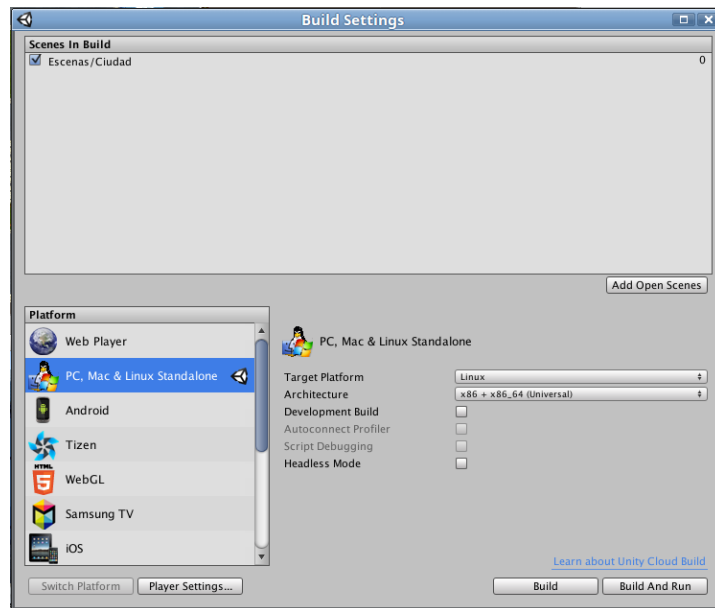 Build Settings
Scenes In Build
Escenas/Ciudad 0
Add Open Scenes
Platform
Web Player
PC, Mac & Linux Standalone
Android
Tizen
HTML
5
WebGL
Samsung TV
iOS
PC, Mac & Linux Standalone
Target Platform Linux
Architecture x86 + x86_64 (Universal)
Development Build
Autoconnect Profiler
Script Debugging
Headless Mode
Learn about Unity Cloud Build
Switch Platform Player Settings... Build Build And Run